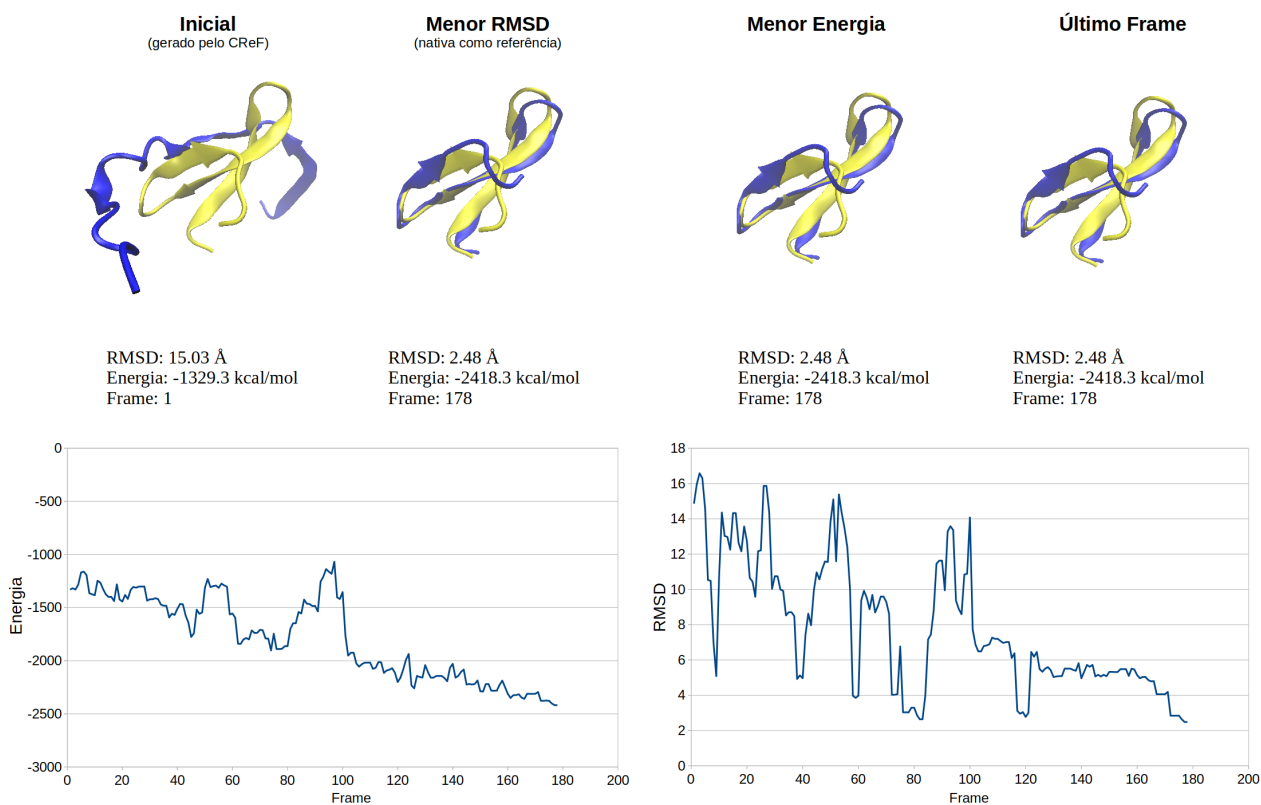 Inicial
(gerado pelo CReF)
Menor RMSD
(nativa como referência)
Menor Energia
Último Frame
RMSD: 15.03 Å
Energia: -1329.3 kcal/mol
Frame: 1
RMSD: 2.48 Å
Energia: -2418.3 kcal/mol
Frame: 178
RMSD: 2.48 Å
Energia: -2418.3 kcal/mol
Frame: 178
RMSD: 2.48 Å
Energia: -2418.3 kcal/mol
Frame: 178
Energia
0
-500
-1000
-1500
-2000
-2500
-3000
0 20 40 60 80 100 120 140 160 180 200
Frame
RMSD
18
16
14
12
10
8
6
4
2
0
0 20 40 60 80 100 120 140 160 180 200
Frame